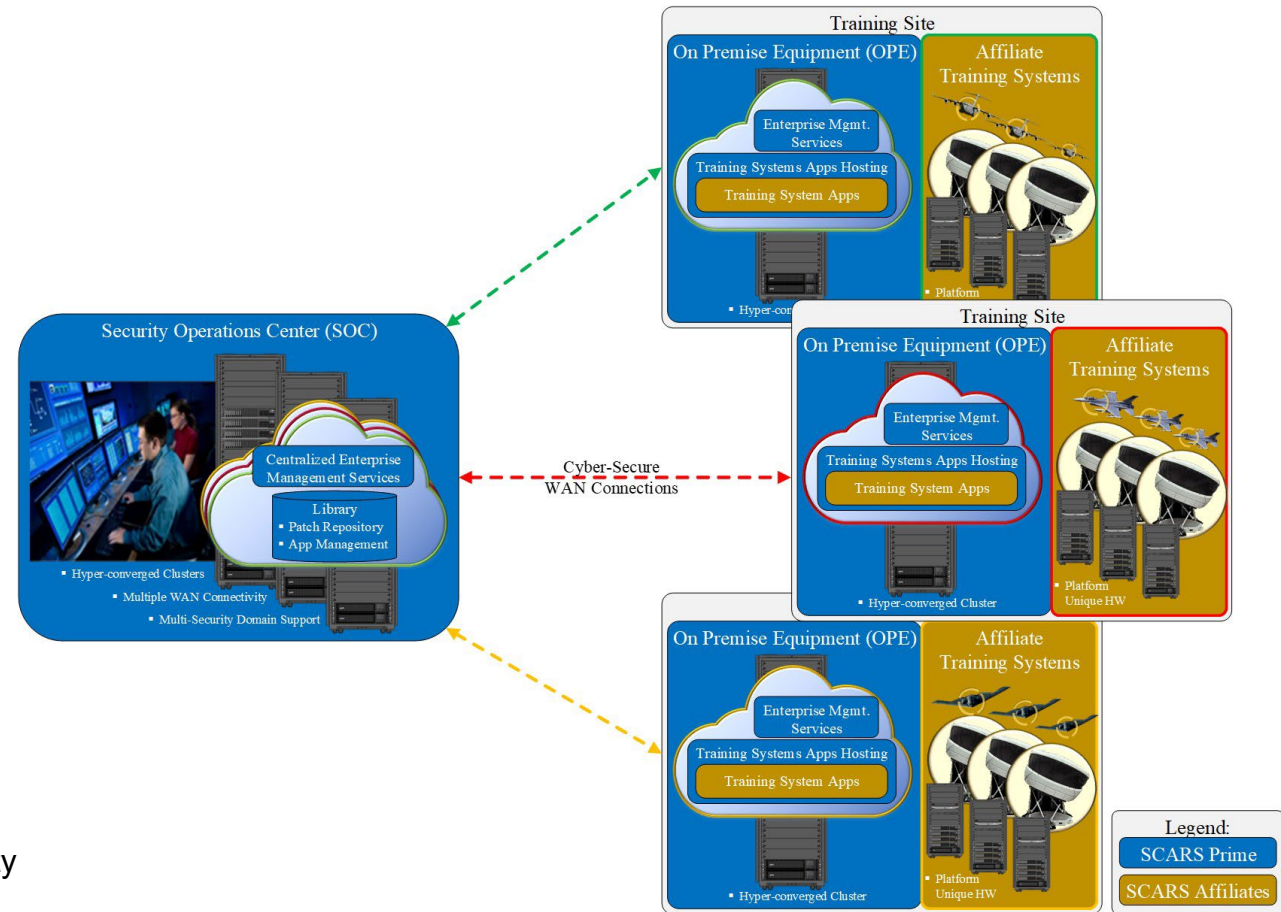 Training Site
On Premise Equipment (OPE)
Affiliate
Training Systems
Enterprise Mgmt.
Services
Training Systems Apps Hosting
Training System Apps
▪ Platform
▪ Hyper-con
Training Site
On Premise Equipment (OPE)
Affiliate
Training Systems
Enterprise Mgmt.
Services
Training Systems Apps Hosting
Training System Apps
▪ Platform
Unique HW
▪ Hyper-converged Cluster
Security Operations Center (SOC)
Centralized Enterprise
Management Services
Library
▪ Patch Repository
▪ App Management
▪ Hyper-converged Clusters
▪ Multiple WAN Connectivity
▪ Multi-Security Domain Support
Cyber-Secure
WAN Connections
On Premise Equipment (OPE)
Affiliate
Training Systems
Enterprise Mgmt.
Services
Training Systems Apps Hosting
Training System Apps
▪ Platform
Unique HW
▪ Hyper-converged Cluster
Legend:
SCARS Prime
SCARS Affiliates